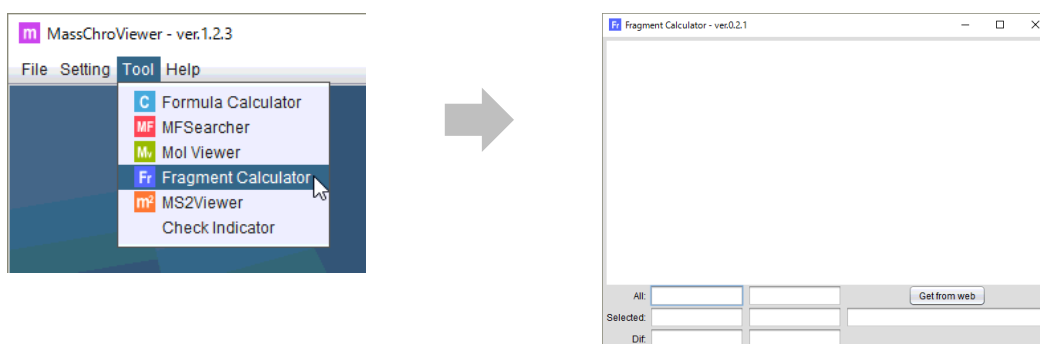 m MassChroViewer - ver.1.2.3
File Setting Tool Help
C Formula Calculator
MF MFSearcher
Mv Mol Viewer
Fr Fragment Calculator
m² MS2Viewer
Check Indicator
Fr Fragment Calculator - ver.0.2.1
All: Get from web
Selected:
Dif: